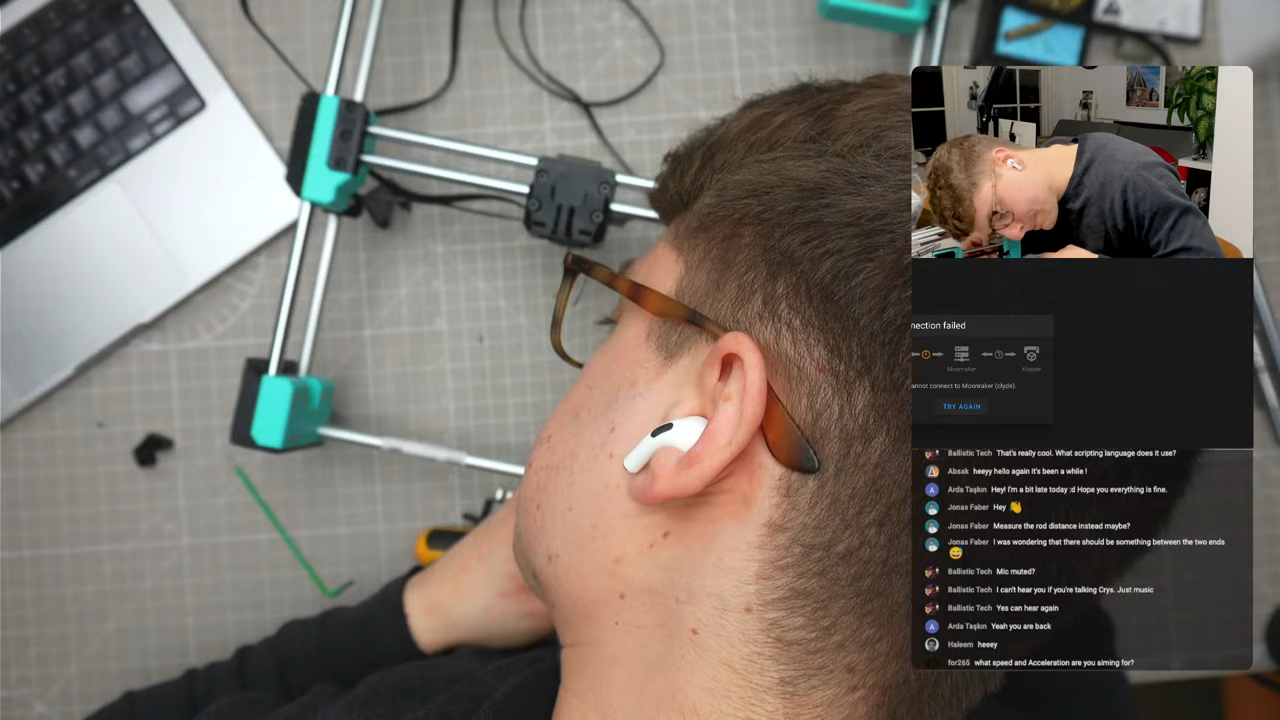 nection failed
Moonraker
Klipper
annot connect to Moonraker (clyde).
TRY AGAIN
Ballistic Tech That's really cool. What scripting language does it use?
Absak heeyy hello again it's been a while !
Arda Taşkın Hey! I'm a bit late today :d Hope you everything is fine.
Jonas Faber Hey 👋
Jonas Faber Measure the rod distance instead maybe?
Jonas Faber I was wondering that there should be something between the two ends
😅
Ballistic Tech Mic muted?
Ballistic Tech I can't hear you if you're talking Crys. Just music
Ballistic Tech Yes can hear again
A Arda Taşkın Yeah you are back
Haleem heeey
for265 what speed and Acceleration are you aiming for?